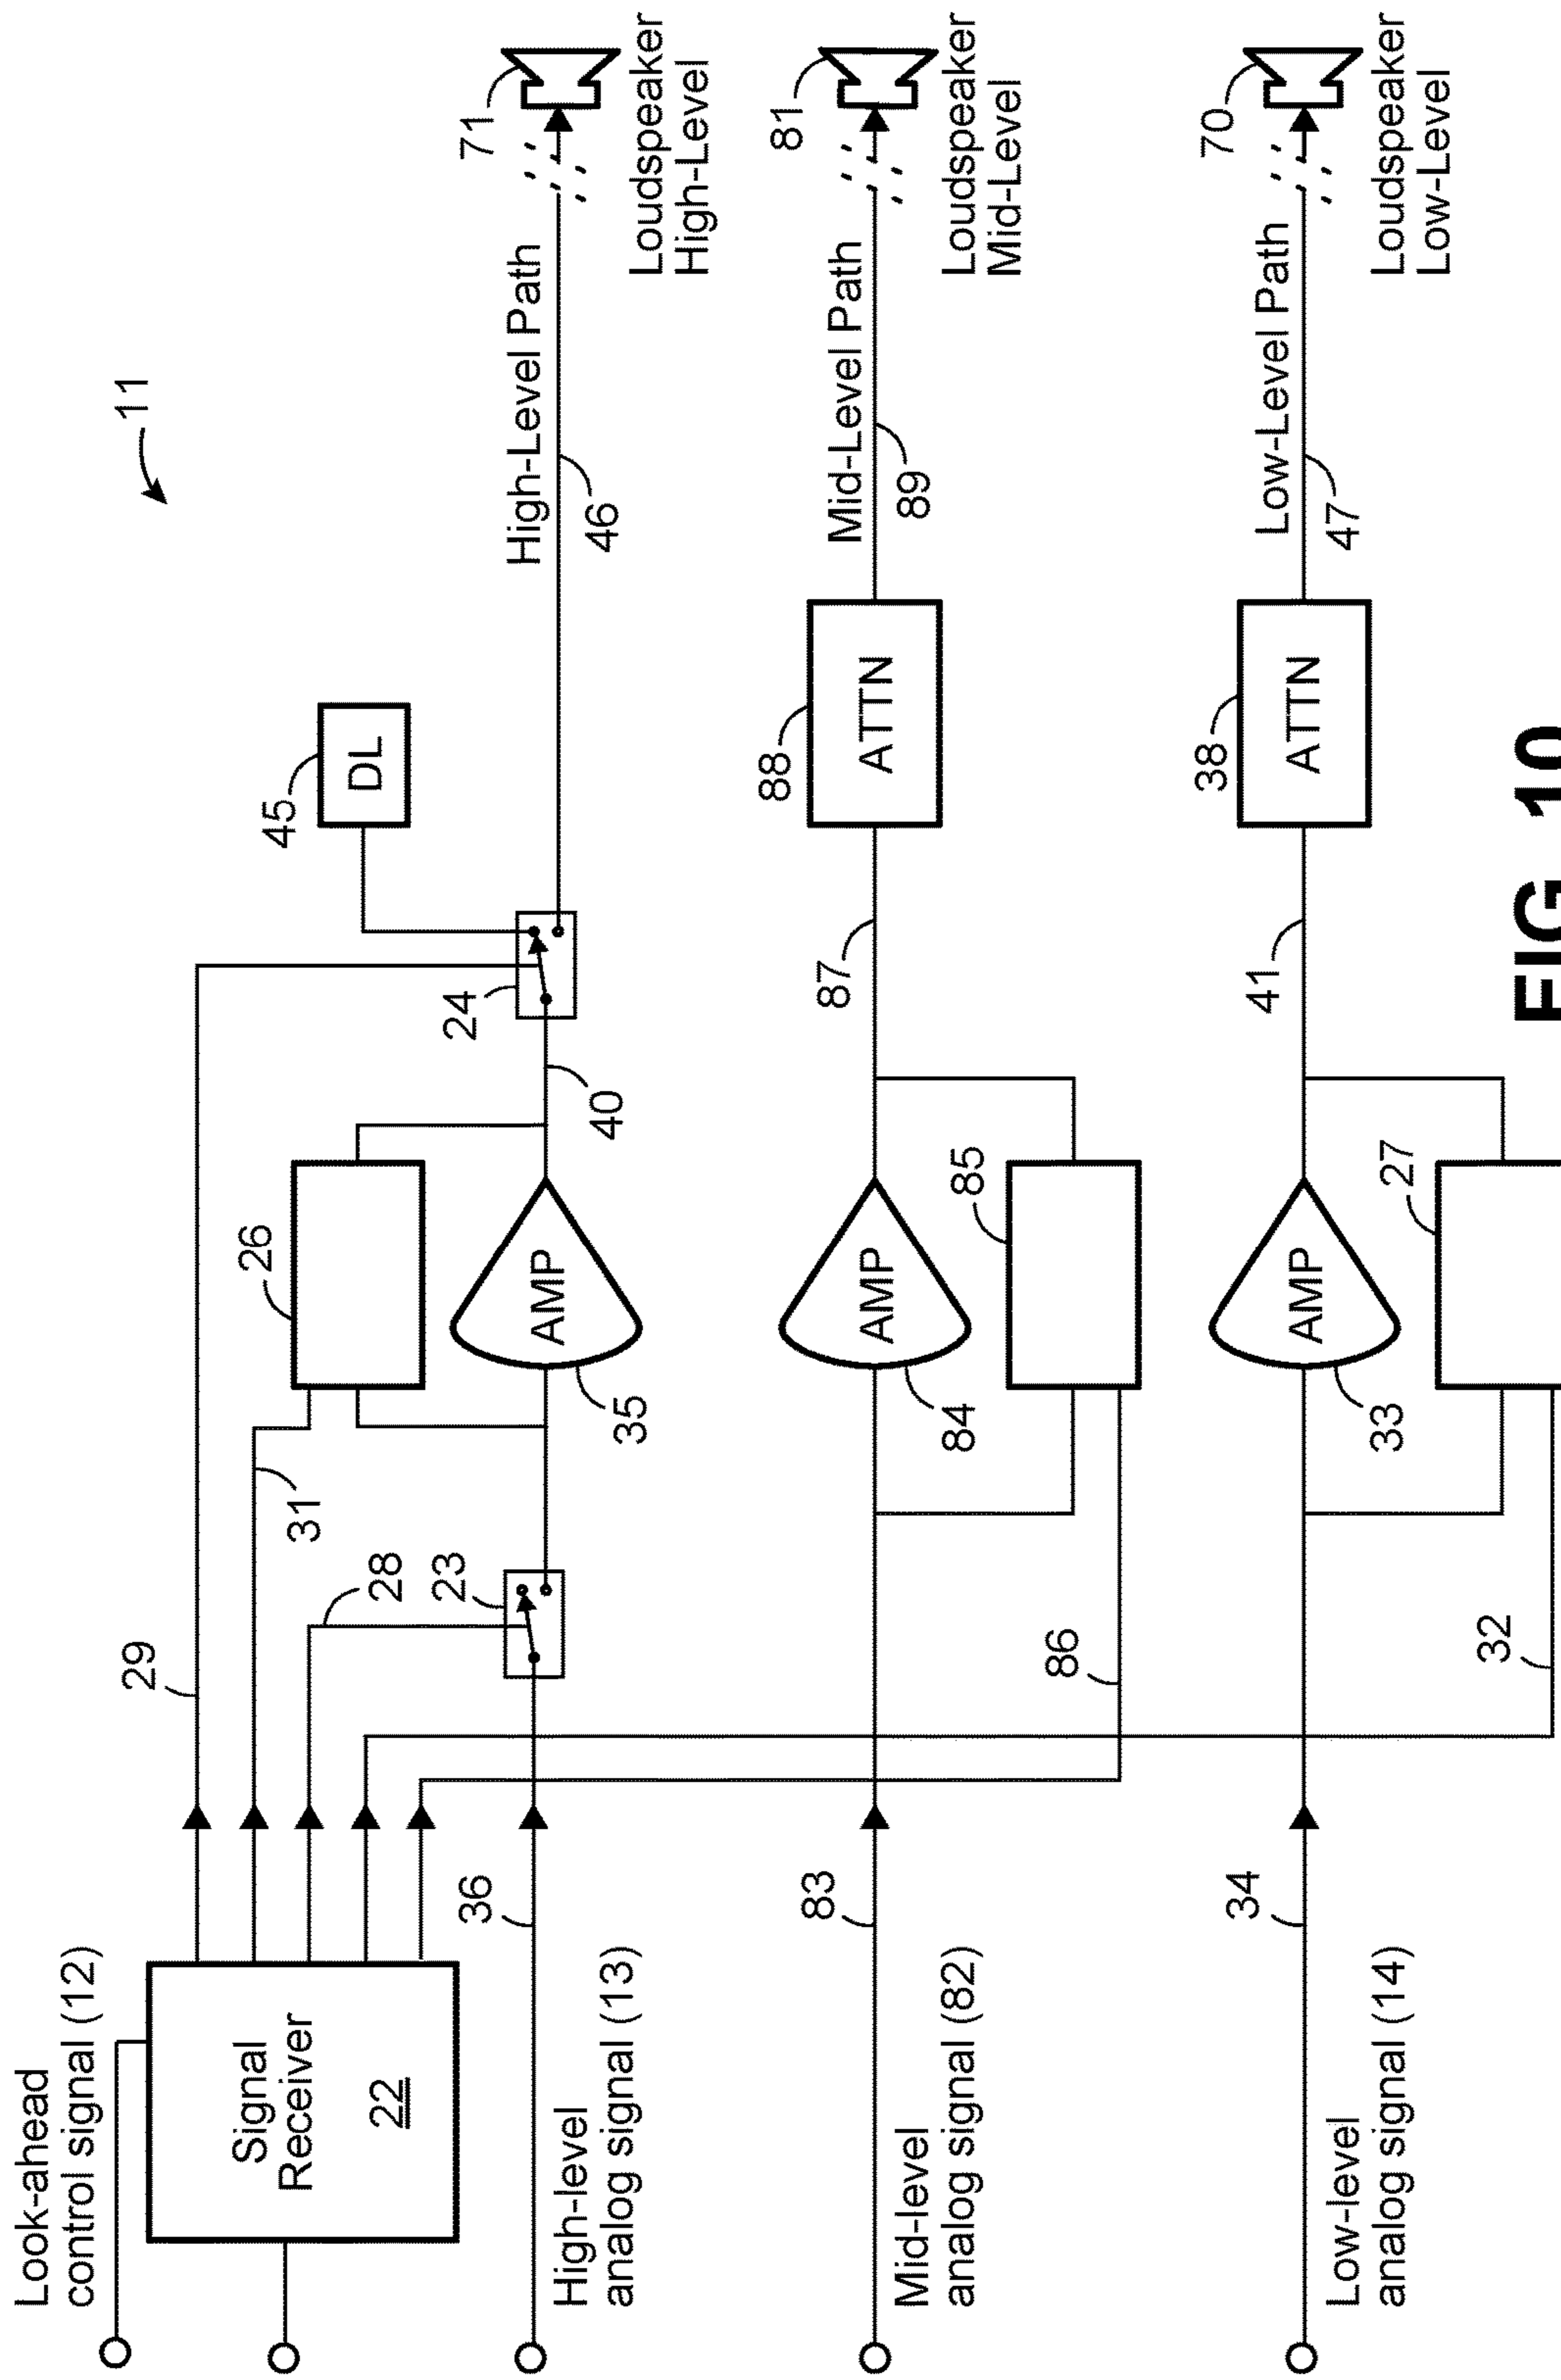 11
Look-ahead
control signal (12)
Signal
Receiver
22
29
31
28
23
26
35
AMP
40
24
45
DL
High-Level Path
46
71
Loudspeaker
High-Level
36
High-level
analog signal (13)
83
Mid-level
analog signal (82)
84
AMP
85
86
87
88
ATTN
Mid-Level Path
89
81
Loudspeaker
Mid-Level
34
Low-level
analog signal (14)
33
AMP
27
32
41
38
ATTN
Low-Level Path
47
70
Loudspeaker
Low-Level
FIG. 10